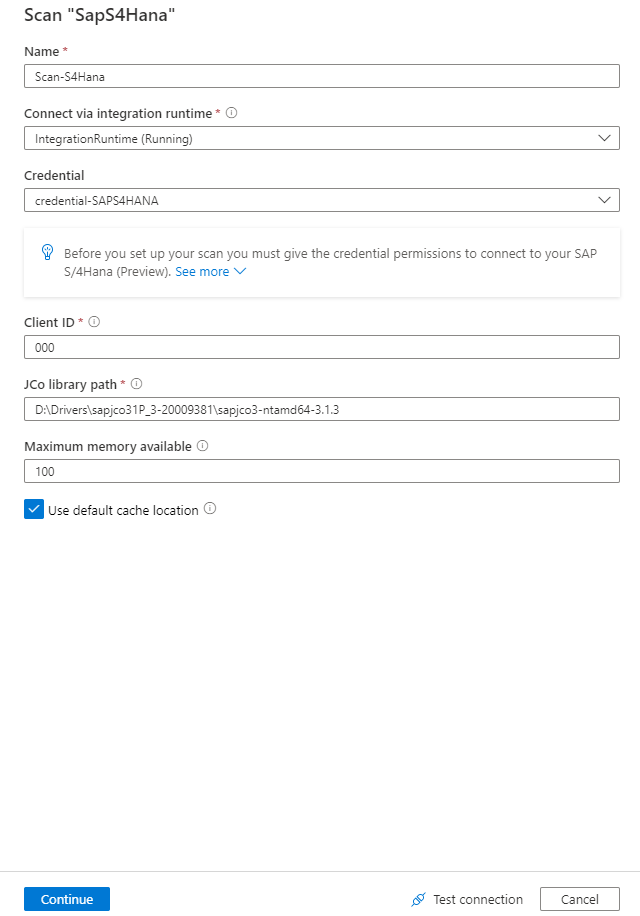 Scan "SapS4Hana"
Name *
Scan-S4Hana
Connect via integration runtime *
IntegrationRuntime (Running)
Credential
credential-SAPS4HANA
Before you set up your scan you must give the credential permissions to connect to your SAP
S/4Hana (Preview). See more
Client ID *
000
JCo library path *
D:\Drivers\sapjco31P_3-20009381\sapjco3-ntamd64-3.1.3
Maximum memory available
100
Use default cache location
Continue Test connection Cancel